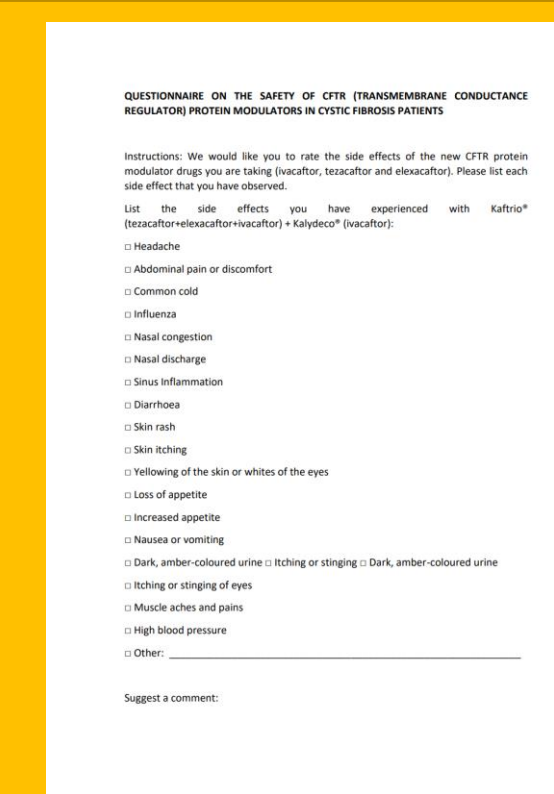 QUESTIONNAIRE ON THE SAFETY OF CFTR (TRANSMEMBRANE CONDUCTANCE
REGULATOR) PROTEIN MODULATORS IN CYSTIC FIBROSIS PATIENTS
Instructions: We would like you to rate the side effects of the new CFTR protein
modulator drugs you are taking (ivacaftor, tezacaftor and elexacaftor). Please list each
side effect that you have observed.
List the side effects you have experienced with Kaftrio®
(tezacaftor+elexacaftor+ivacaftor) + Kalydeco® (ivacaftor):
□ Headache
□ Abdominal pain or discomfort
□ Common cold
□ Influenza
□ Nasal congestion
□ Nasal discharge
□ Sinus Inflammation
□ Diarrhoea
□ Skin rash
□ Skin itching
□ Yellowing of the skin or whites of the eyes
□ Loss of appetite
□ Increased appetite
□ Nausea or vomiting
□ Dark, amber-coloured urine □ Itching or stinging □ Dark, amber-coloured urine
□ Itching or stinging of eyes
□ Muscle aches and pains
□ High blood pressure
□ Other: ___
Suggest a comment: